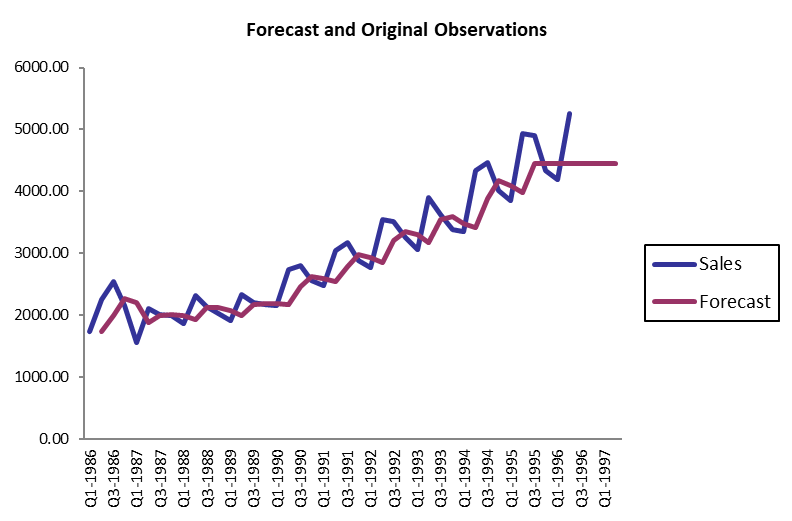 Forecast and Original Observations
6000.00
5000.00
4000.00
3000.00
2000.00
1000.00
0.00
Q1-1986
Q3-1986
Q1-1987
Q3-1987
Q1-1988
Q3-1988
Q1-1989
Q3-1989
Q1-1990
Q3-1990
Q1-1991
Q3-1991
Q1-1992
Q3-1992
Q1-1993
Q3-1993
Q1-1994
Q3-1994
Q1-1995
Q3-1995
Q1-1996
Q3-1996
Q1-1997
Sales
Forecast